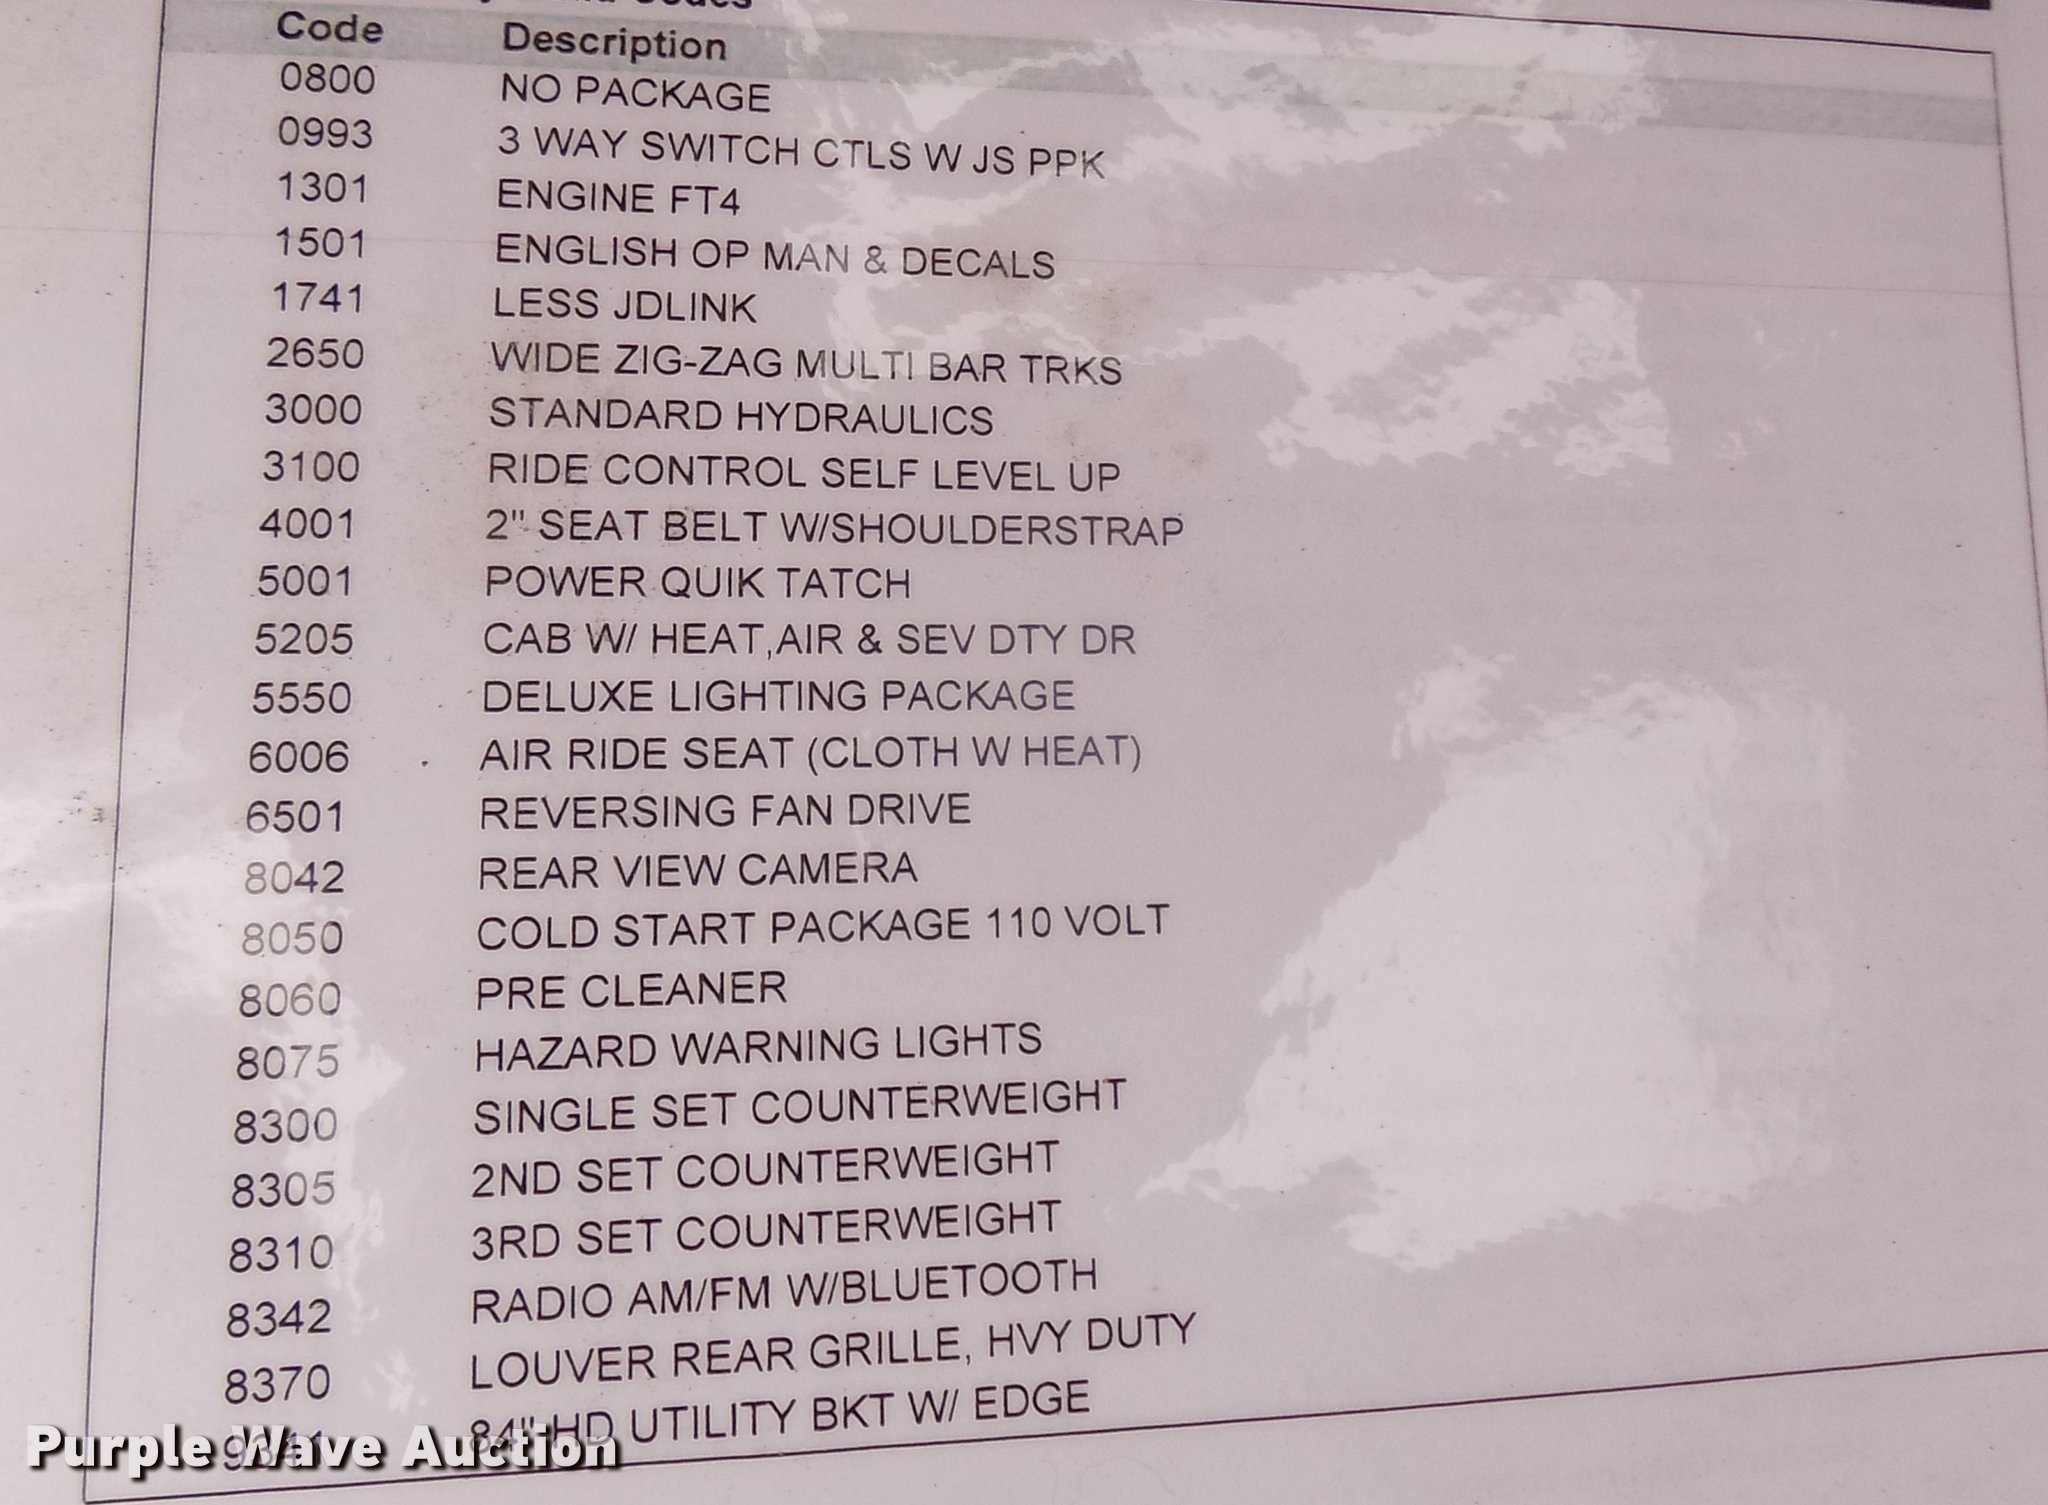 Codes
Code Description
0800 NO PACKAGE
0993 3 WAY SWITCH CTLS W JS PPK
1301 ENGINE FT4
1501 ENGLISH OP MAN & DECALS
1741 LESS JDLINK
2650 WIDE ZIG-ZAG MULTI BAR TRKS
3000 STANDARD HYDRAULICS
3100 RIDE CONTROL SELF LEVEL UP
4001 2" SEAT BELT W/SHOULDERSTRAP
5001 POWER QUIK TATCH
5205 CAB W/ HEAT,AIR & SEV DTY DR
5550 DELUXE LIGHTING PACKAGE
6006 AIR RIDE SEAT (CLOTH W HEAT)
6501 REVERSING FAN DRIVE
8042 REAR VIEW CAMERA
8050 COLD START PACKAGE 110 VOLT
8060 PRE CLEANER
8075 HAZARD WARNING LIGHTS
8300 SINGLE SET COUNTERWEIGHT
8305 2ND SET COUNTERWEIGHT
8310 3RD SET COUNTERWEIGHT
8342 RADIO AM/FM W/BLUETOOTH
8370 LOUVER REAR GRILLE, HVY DUTY
84" HD UTILITY BKT W/ EDGE
Purple Wave Auction